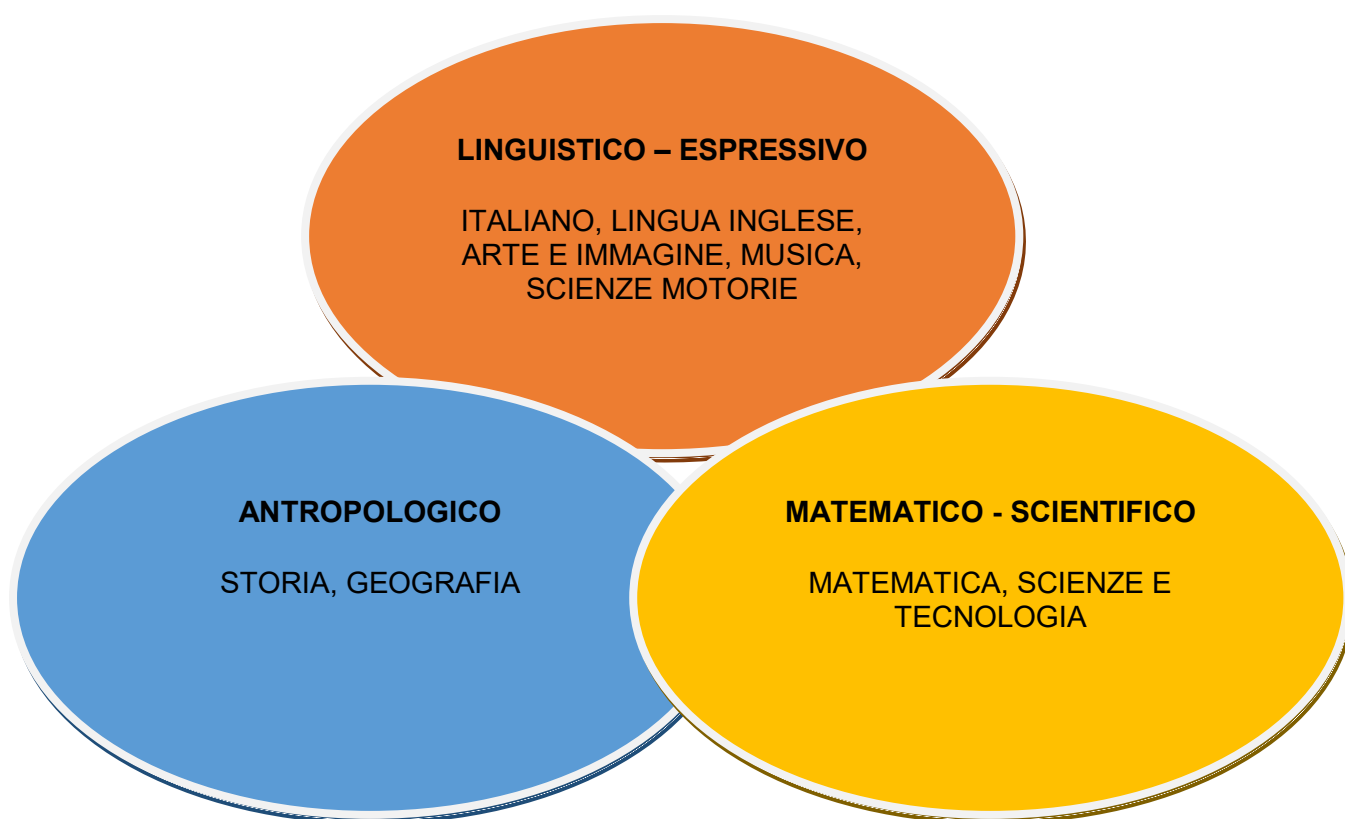 LINGUISTICO – ESPRESSIVO
ITALIANO, LINGUA INGLESE,
ARTE E IMMAGINE, MUSICA,
SCIENZE MOTORIE
ANTROPOLOGICO
STORIA, GEOGRAFIA
MATEMATICO - SCIENTIFICO
MATEMATICA, SCIENZE E
TECNOLOGIA